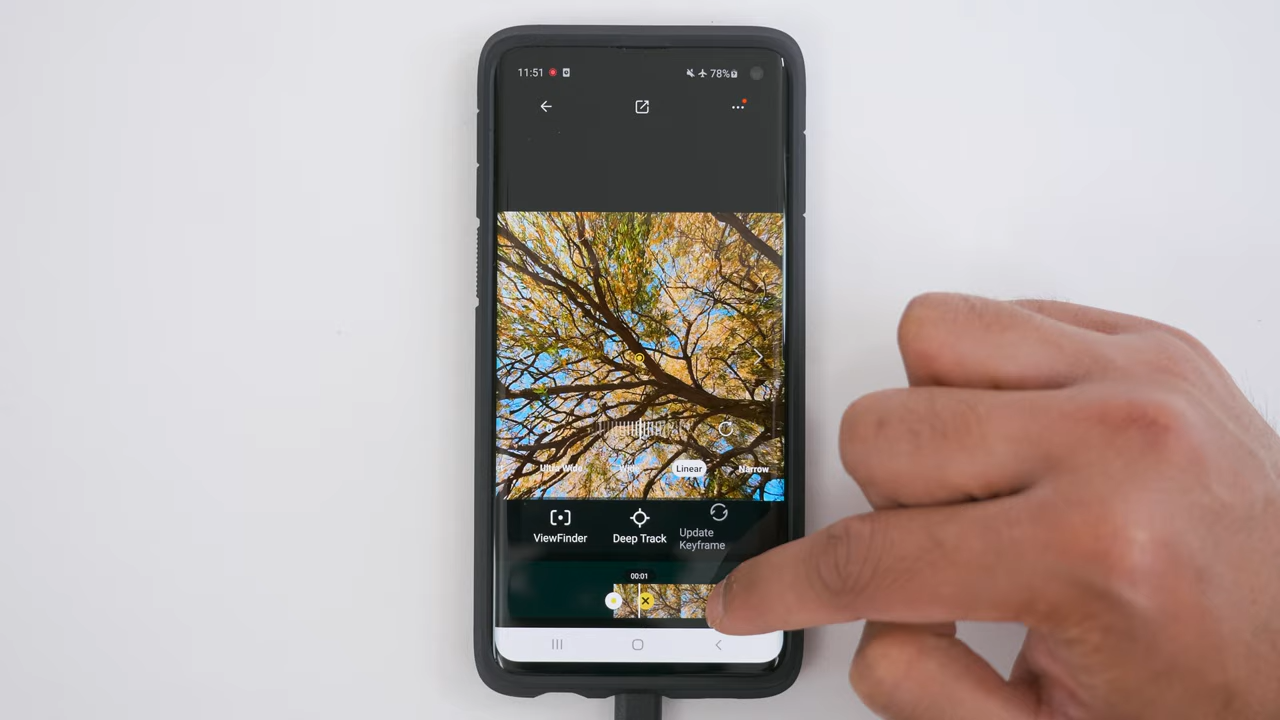 11:51 78%
Ultra Wide Wide Linear Narrow
ViewFinder Deep Track Update
Keyframe
00:01